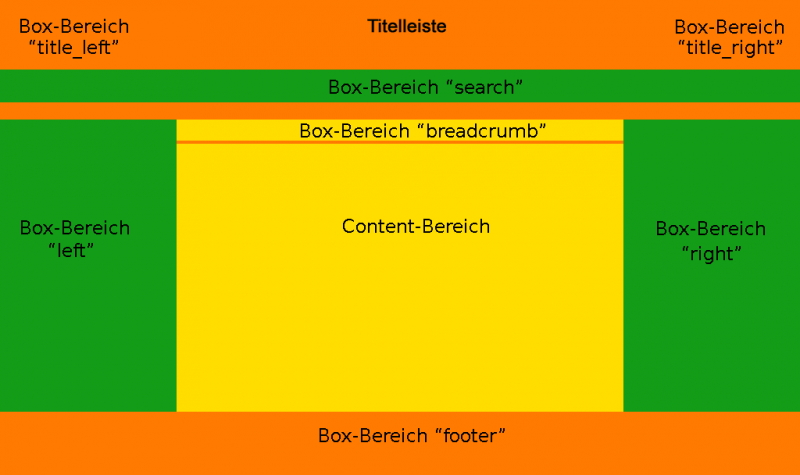 Box-Bereich
“title_left”
Titelleiste
Box-Bereich
“title_right”
Box-Bereich “search”
Box-Bereich “breadcrumb”
Box-Bereich
“left”
Content-Bereich
Box-Bereich
“right”
Box-Bereich “footer”